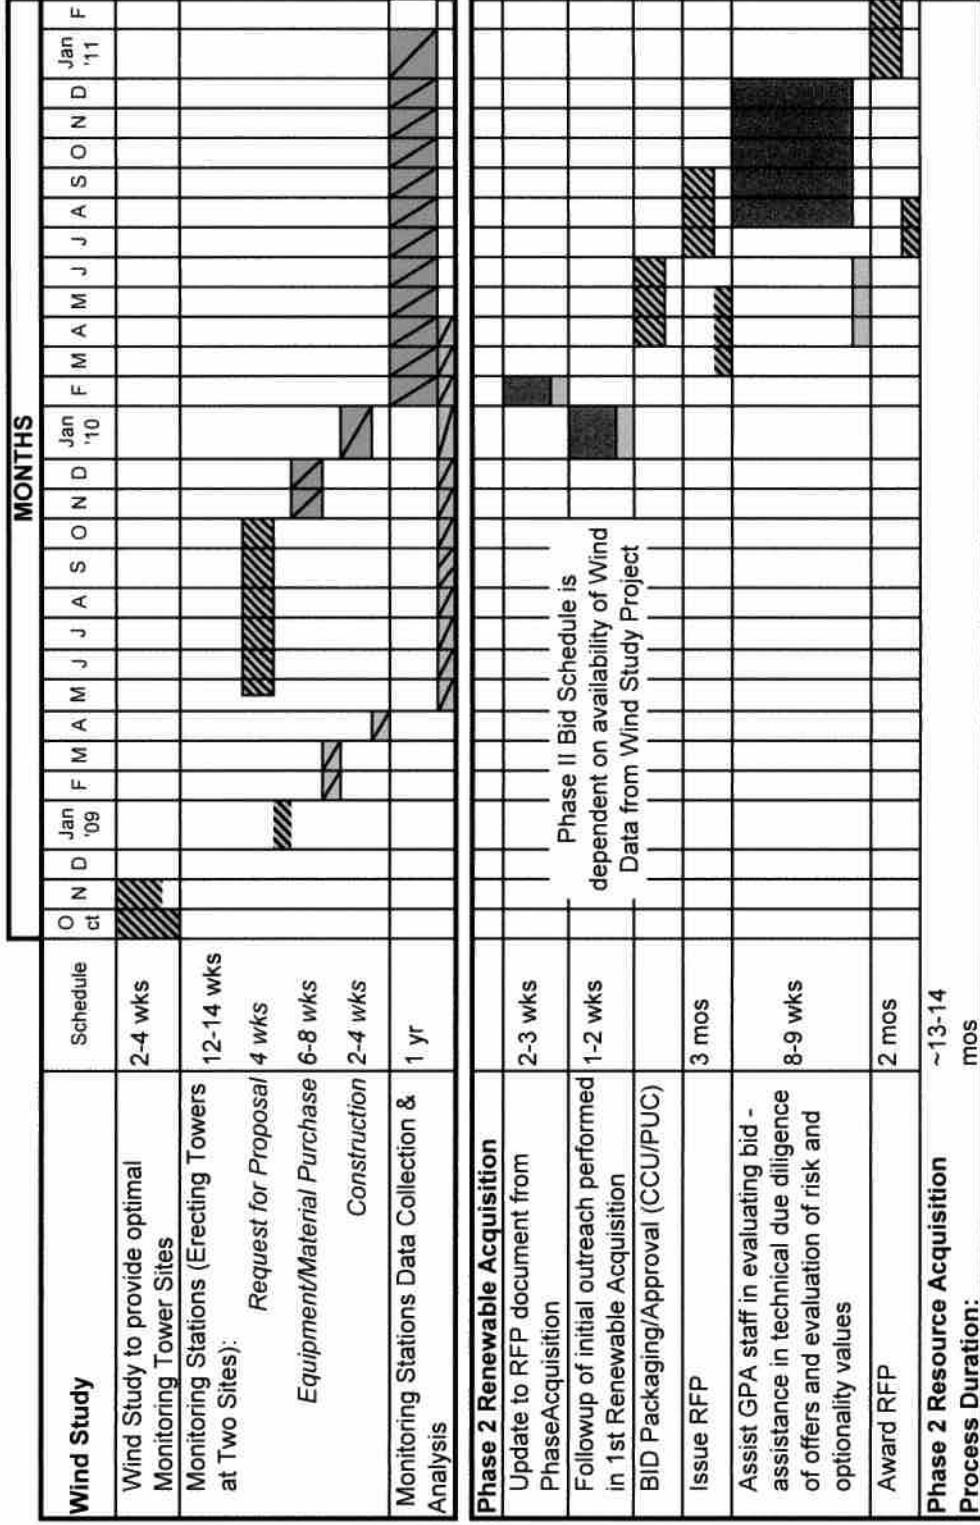 MONTHS
Wind Study
Schedule
O
ct
N
D
Jan
'09
F
M
A
M
J
J
A
S
O
N
D
Jan
'10
F
M
A
M
J
J
A
S
O
N
D
Jan
'11
F
Wind Study to provide optimal
Monitoring Tower Sites
2-4 wks
Monitoring Stations (Erecting Towers
at Two Sites):
12-14 wks
Request for Proposal
4 wks
Equipment/Material Purchase
6-8 wks
Construction
2-4 wks
Monitoring Stations Data Collection &
Analysis
1 yr
Phase 2 Renewable Acquisition
Update to RFP document from
PhaseAcquisition
2-3 wks
Followup of initial outreach performed
in 1st Renewable Acquisition
1-2 wks
Phase II Bid Schedule is
dependent on availability of Wind
Data from Wind Study Project
BID Packaging/Approval (CCU/PUC)
Issue RFP
3 mos
Assist GPA staff in evaluating bid -
assistance in technical due diligence
of offers and evaluation of risk and
optionality values
8-9 wks
Award RFP
2 mos
Phase 2 Resource Acquisition
Process Duration:
~13-14
mos